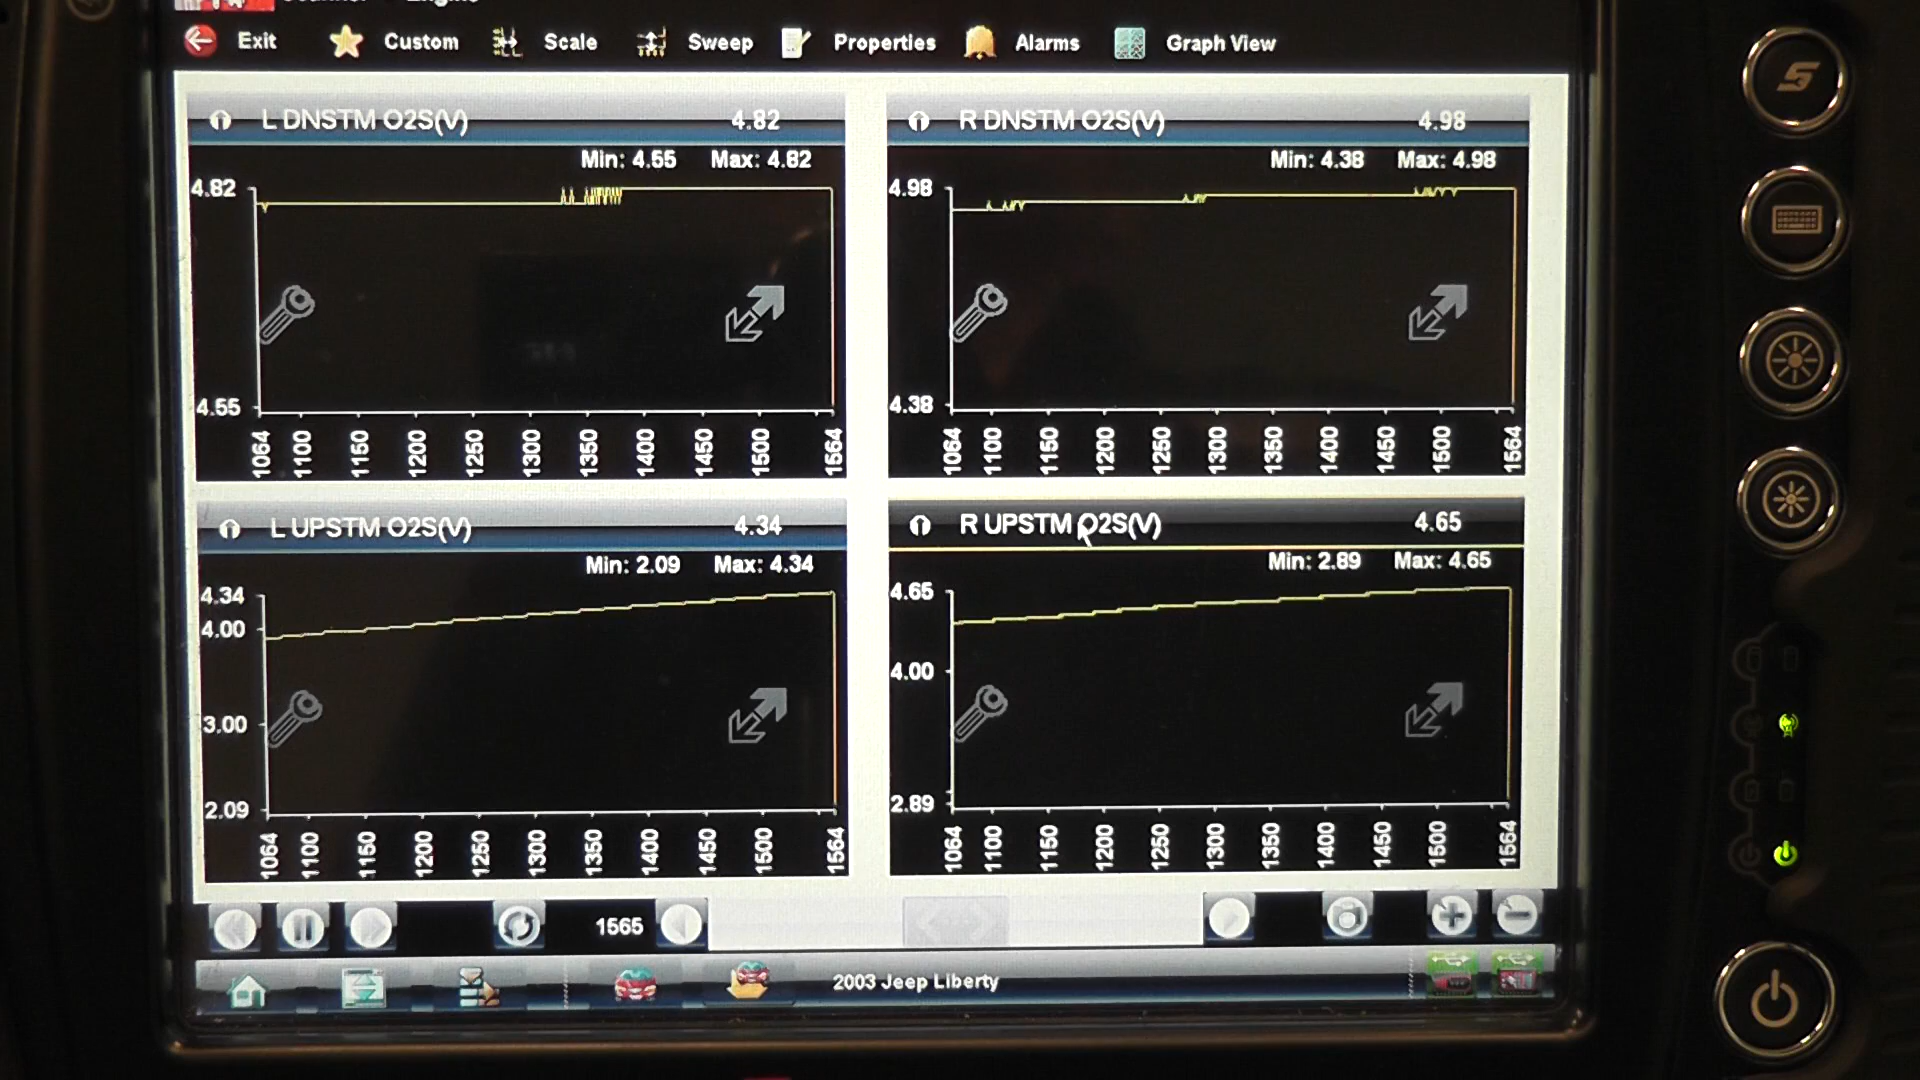 Exit Custom Scale Sweep Properties Alarms Graph View
L DNSTM O2S(V) 4.82
Min: 4.55 Max: 4.82
4.82
4.55
1064 1100 1150 1200 1250 1300 1350 1400 1450 1500 1564
R DNSTM O2S(V) 4.98
Min: 4.38 Max: 4.98
4.98
4.38
1064 1100 1150 1200 1250 1300 1350 1400 1450 1500 1564
L UPSTM O2S(V) 4.34
Min: 2.09 Max: 4.34
4.34
4.00
3.00
2.09
1064 1100 1150 1200 1250 1300 1350 1400 1450 1500 1564
R UPSTM O2S(V) 4.65
Min: 2.89 Max: 4.65
4.65
4.00
2.89
1064 1100 1150 1200 1250 1300 1350 1400 1450 1500 1564
1565
2003 Jeep Liberty